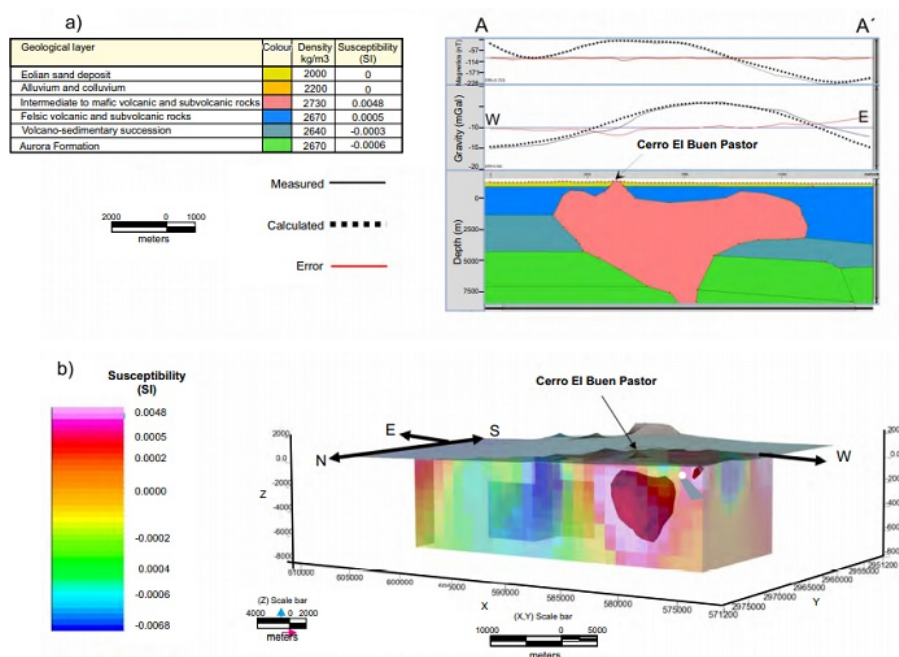 a)
Geological layer Colour Density kg/m3 Susceptibility (SI)
Eolian sand deposit 2000 0
Alluvium and colluvium 2200 0
Intermediate to mafic volcanic and subvolcanic rocks 2730 0.0048
Felsic volcanic and subvolcanic rocks 2670 0.0005
Volcano-sedimentary succession 2640 -0.0003
Aurora Formation 2670 -0.0006
Measured
Calculated
Error
2000 0 1000
meters
A A´
Magnetics (nT)
-57
-114
-171
-228
W E
Gravity (mGal)
-10
-20
Cerro El Buen Pastor
Depth (m)
0
2500
5000
7500
b)
Susceptibility
(SI)
0.0048
0.0005
0.0002
0.0000
-0.0002
0.0004
-0.0006
-0.0068
Cerro El Buen Pastor
E S
N W
Z
2000
0.0
-2000
-4000
-6000
-8000
610000
605000
600000
590000
585000
580000
575000
571200
X
2975000
2970000
2965000
2960000
2955000
2951200
Y
(Z) Scale bar
4000 0 2000
meters
(X,Y) Scale bar
10000 0 5000
meters